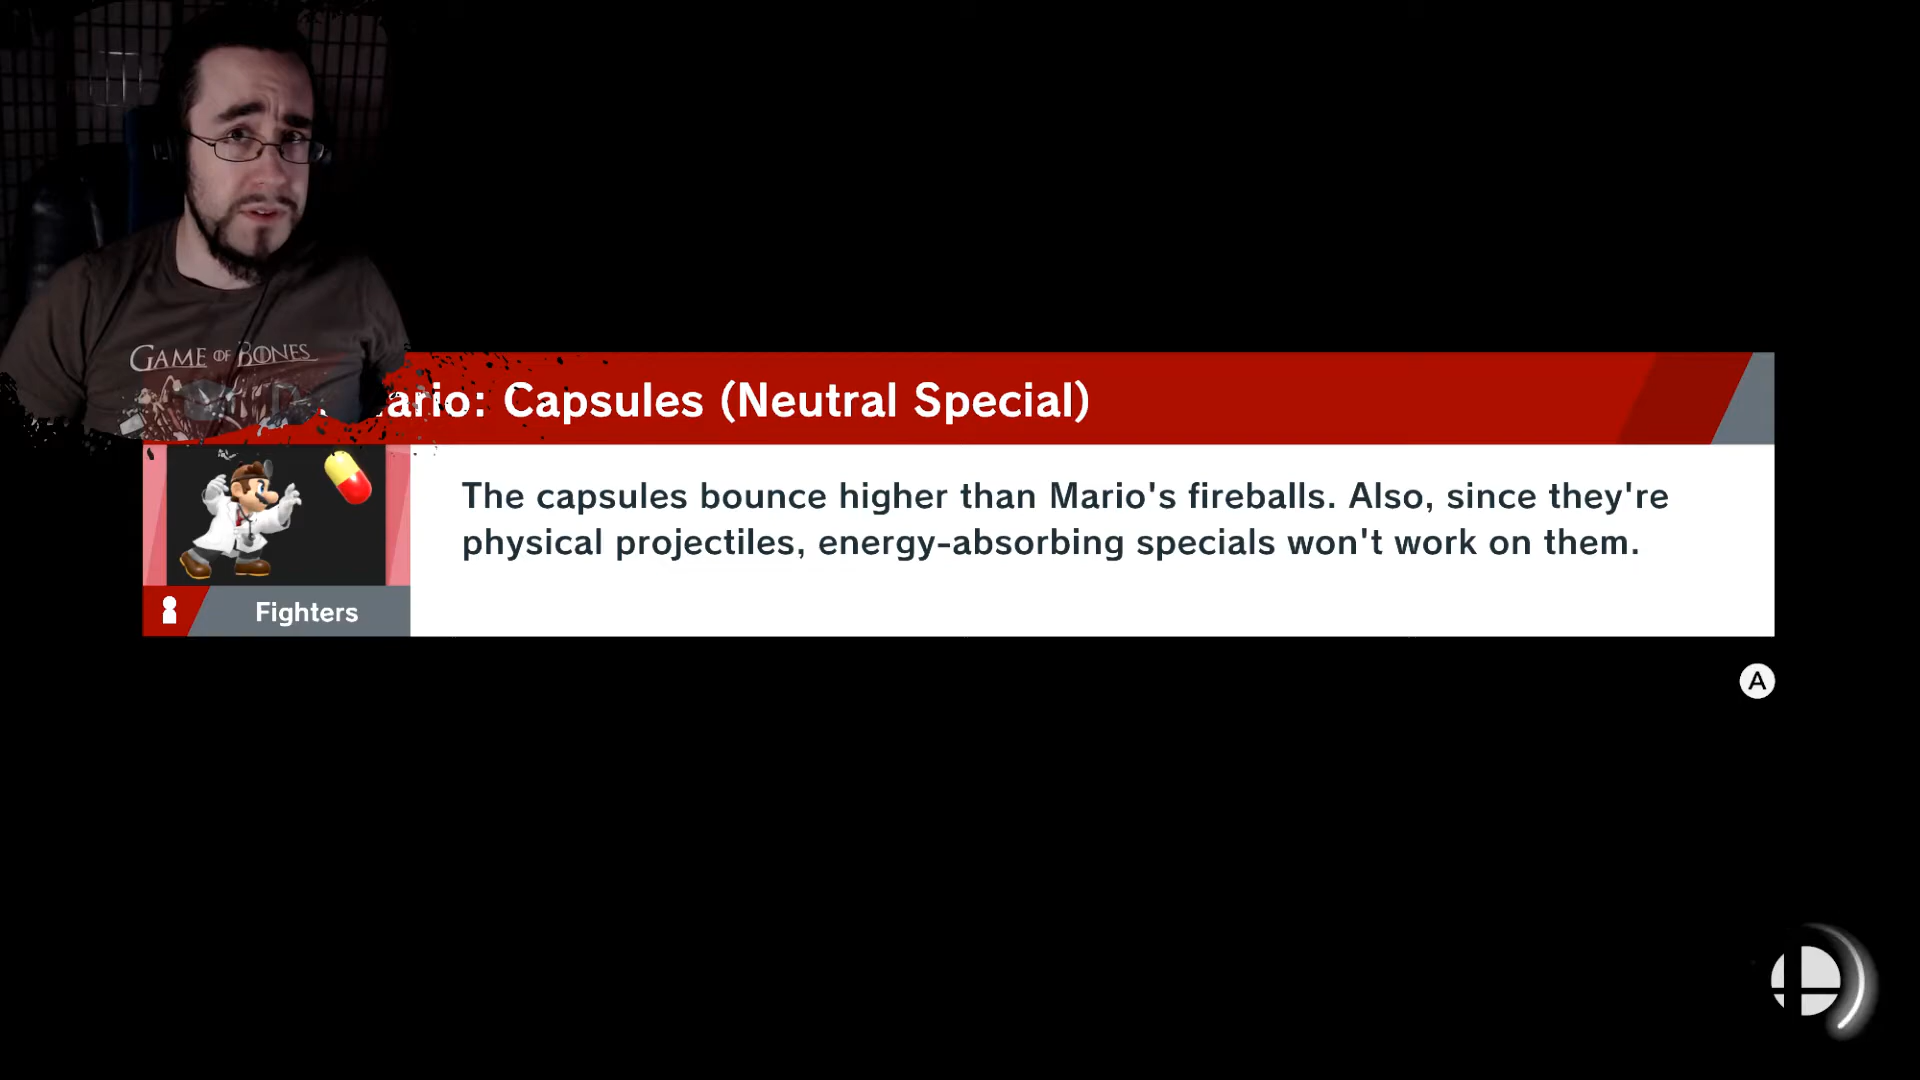 GAME OF BONES
ario: Capsules (Neutral Special)
The capsules bounce higher than Mario's fireballs. Also, since they're
physical projectiles, energy-absorbing specials won't work on them.
Fighters
A